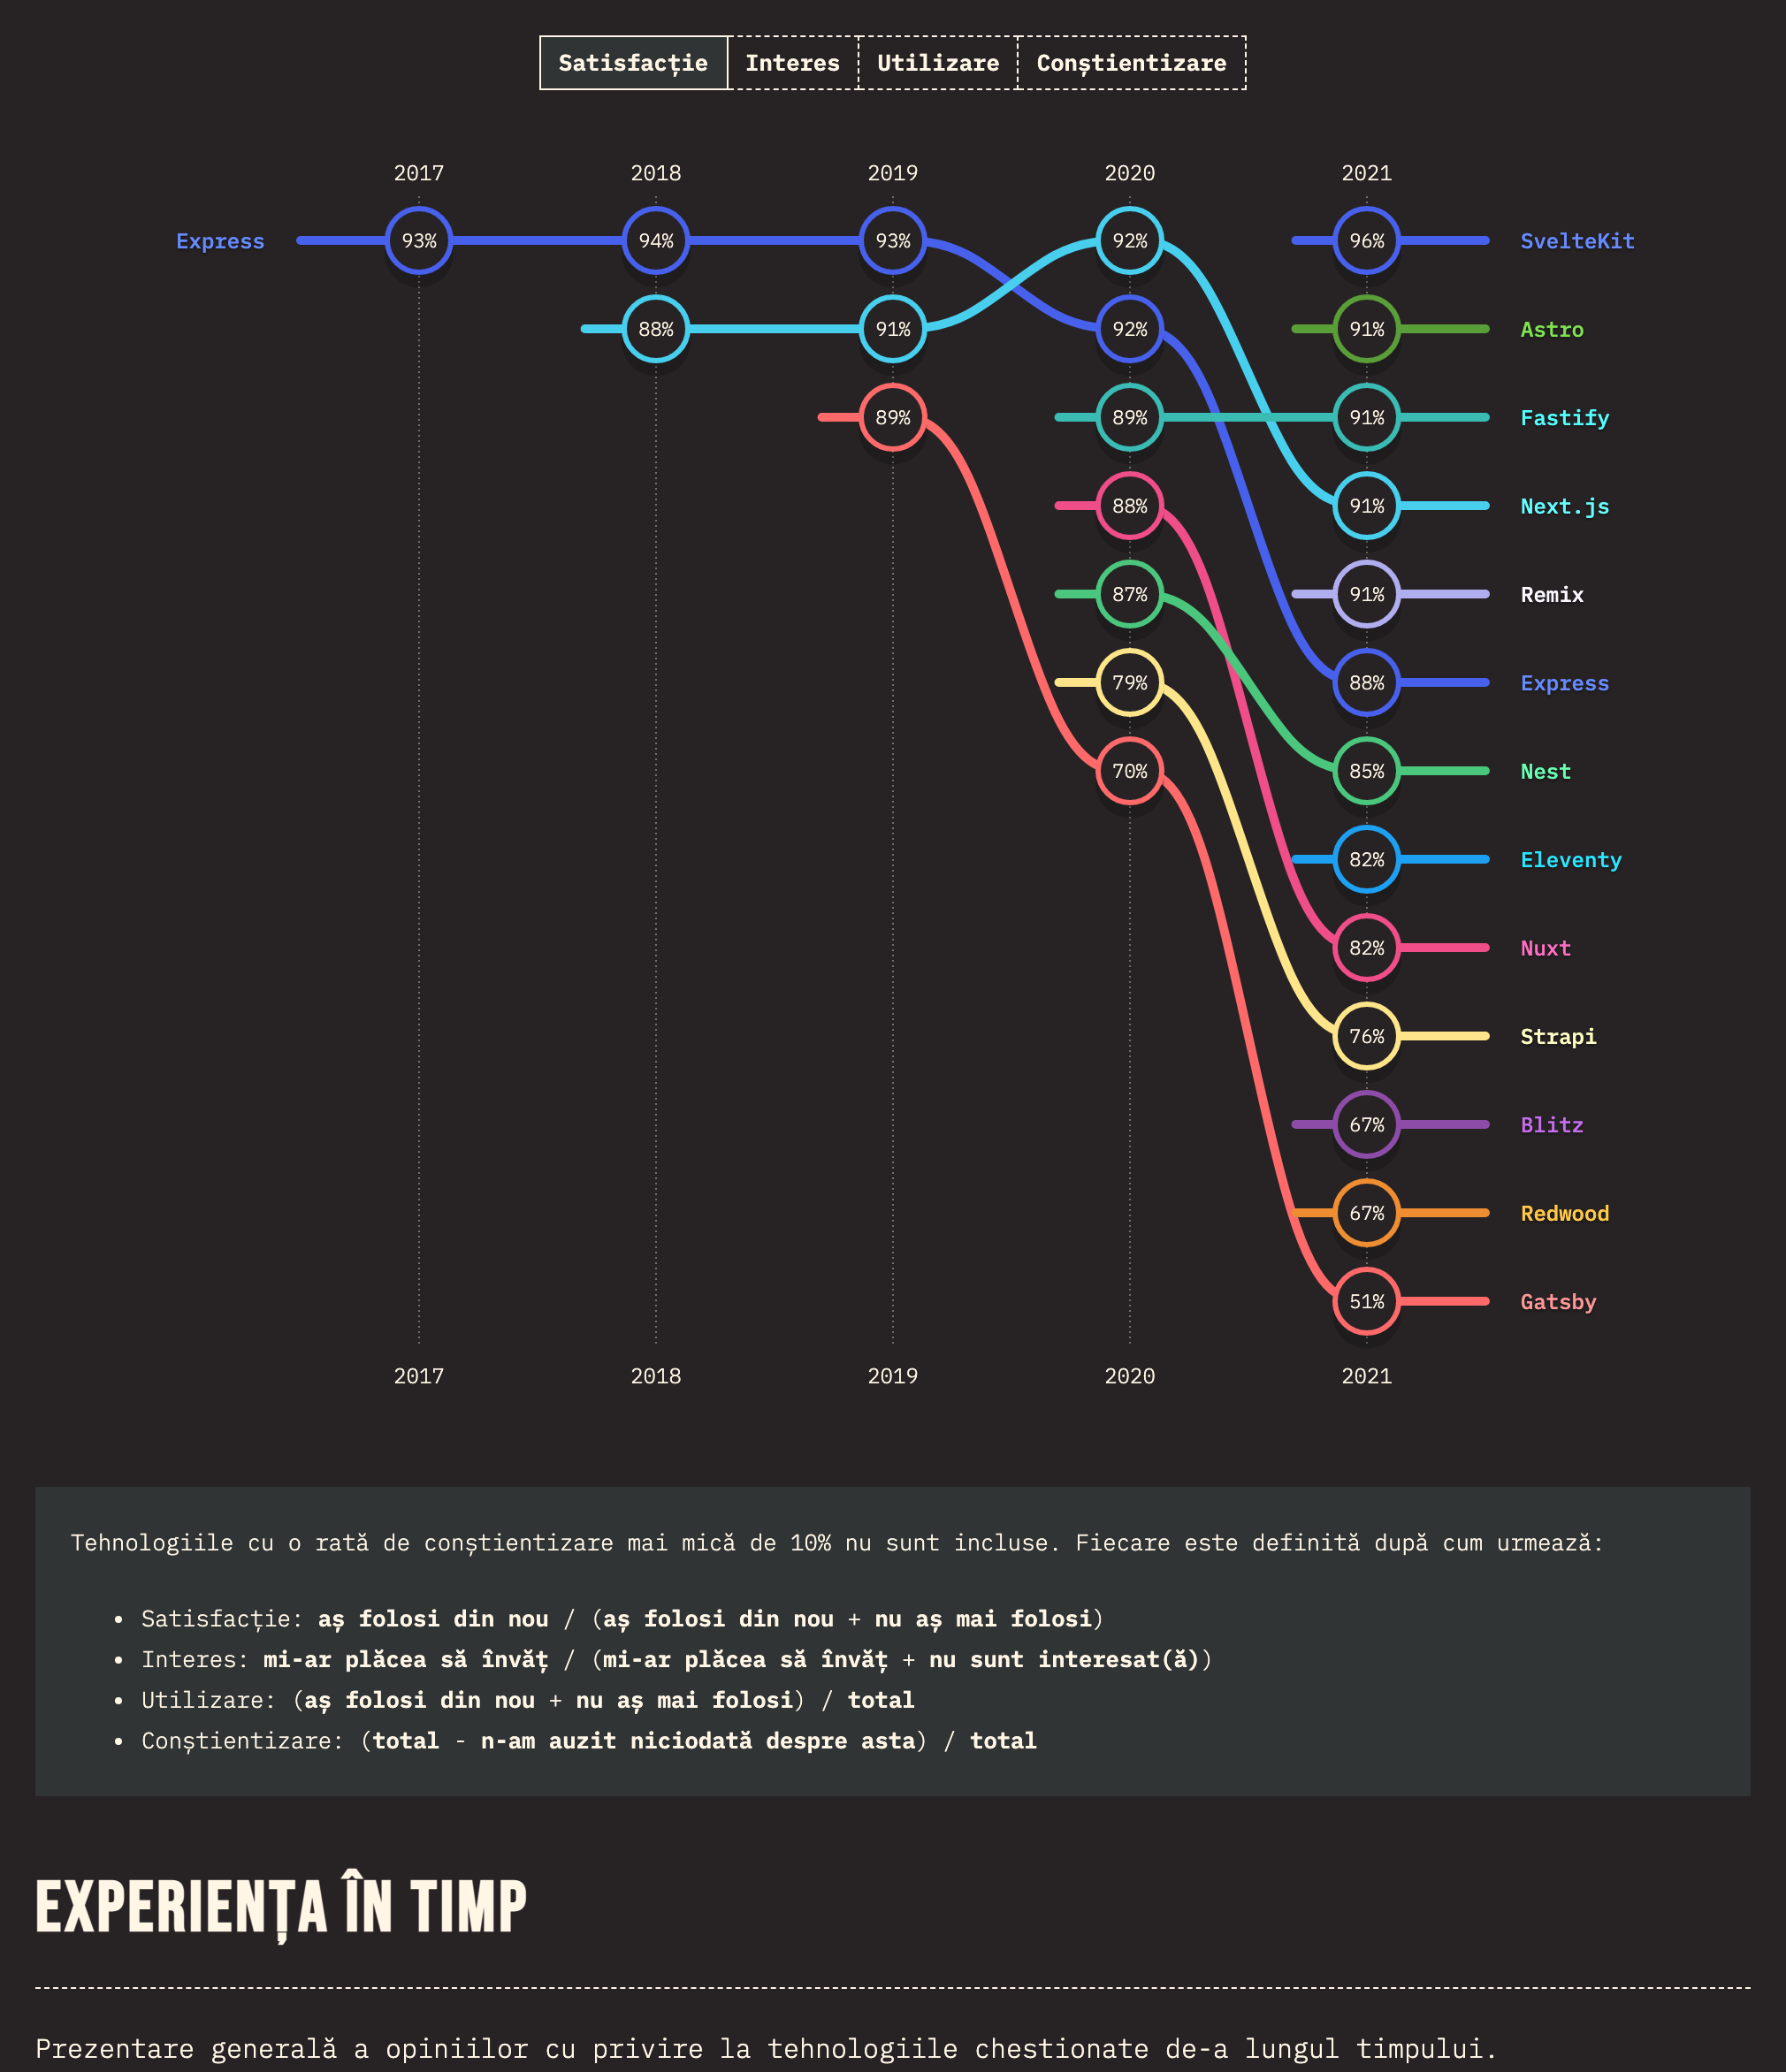 Satisfacție Interes Utilizare Conștientizare
2017 2018 2019 2020 2021
Express 93% 94% 93% 92% 96% SvelteKit
88% 91% 92% 91% Astro
89% 89% 91% Fastify
88% 91% Next.js
87% 91% Remix
79% 88% Express
70% 85% Nest
82% Eleventy
82% Nuxt
76% Strapi
67% Blitz
67% Redwood
51% Gatsby
2017 2018 2019 2020 2021
Tehnologiile cu o rată de conștientizare mai mică de 10% nu sunt incluse. Fiecare este definită după cum urmează:
• Satisfacție: aș folosi din nou / (aș folosi din nou + nu aș mai folosi)
• Interes: mi-ar plăcea să învăț / (mi-ar plăcea să învăț + nu sunt interesat(ă))
• Utilizare: (aș folosi din nou + nu aș mai folosi) / total
• Conștientizare: (total - n-am auzit niciodată despre asta) / total
EXPERIENȚA ÎN TIMP
Prezentare generală a opiniilor cu privire la tehnologiile chestionate de-a lungul timpului.